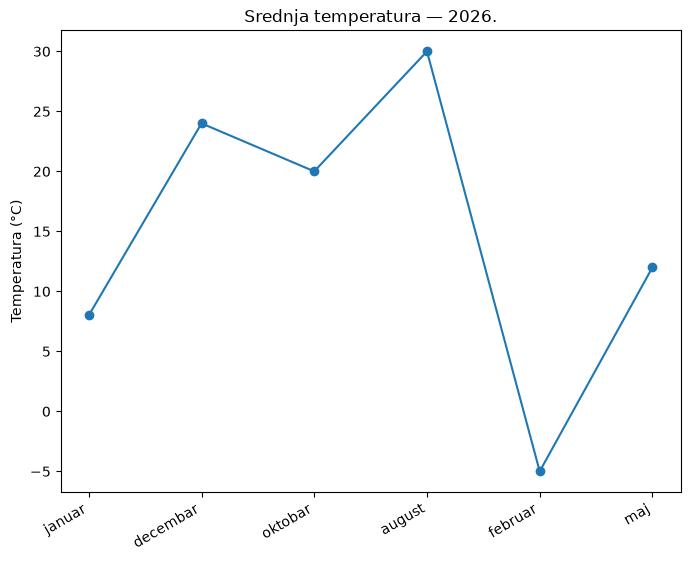 Srednja temperatura — 2026.
Temperatura (°C)
30
25
20
15
10
5
0
−5
januar
decembar
oktobar
august
februar
maj